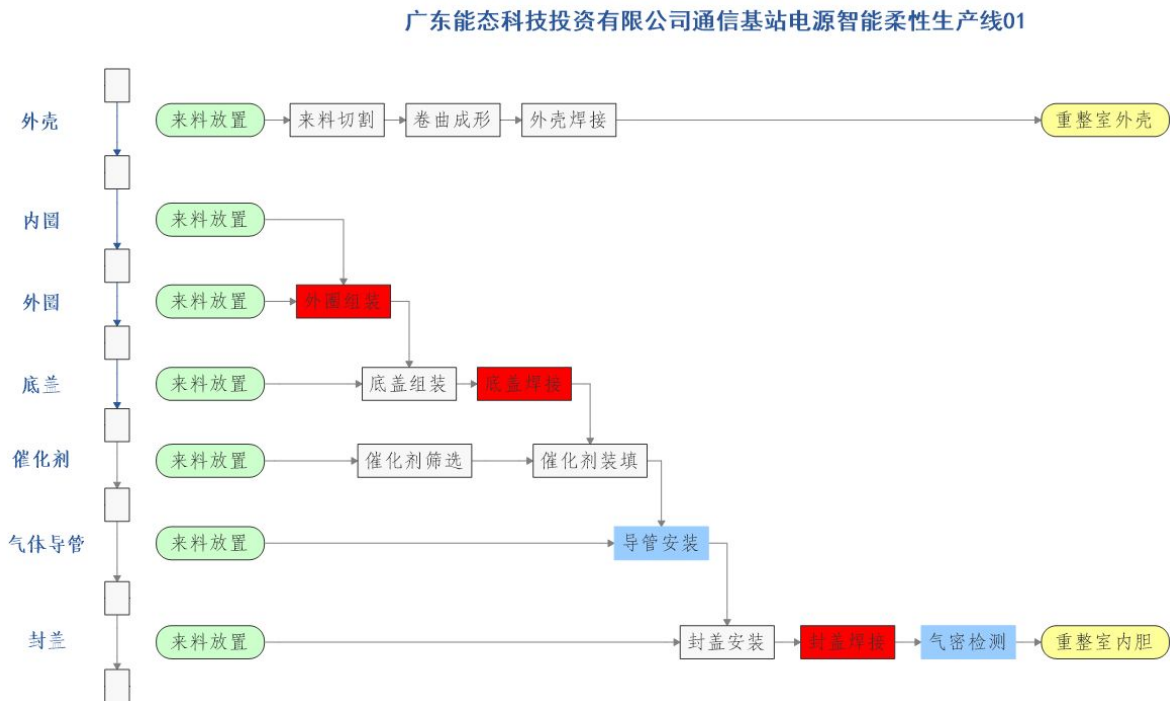 广东能态科技投资有限公司通信基站电源智能柔性生产线01
外壳 来料放置 来料切割 卷曲成形 外壳焊接 重整室外壳
内圈 来料放置
外圈 来料放置 外圈组装
底盖 来料放置 底盖组装 底盖焊接
催化剂 来料放置 催化剂筛选 催化剂装填
气体导管 来料放置 导管安装
封盖 来料放置 封盖安装 封盖焊接 气密检测 重整室内胆